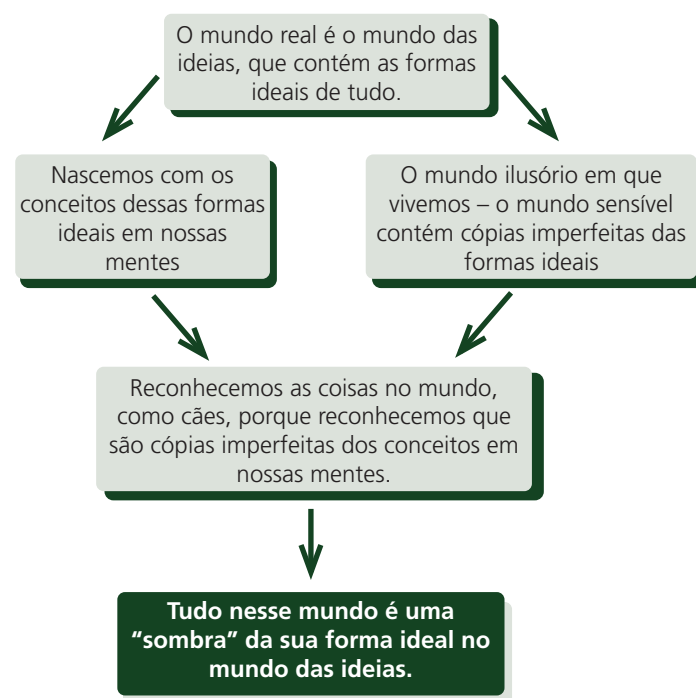 O mundo real é o mundo das
ideias, que contém as formas
ideais de tudo.
Nascemos com os
conceitos dessas formas
ideais em nossas
mentes
O mundo ilusório em que
vivemos – o mundo sensível
contém cópias imperfeitas das
formas ideais
Reconhecemos as coisas no mundo,
como cães, porque reconhecemos que
são cópias imperfeitas dos conceitos em
nossas mentes.
Tudo nesse mundo é uma
“sombra” da sua forma ideal no
mundo das ideias.